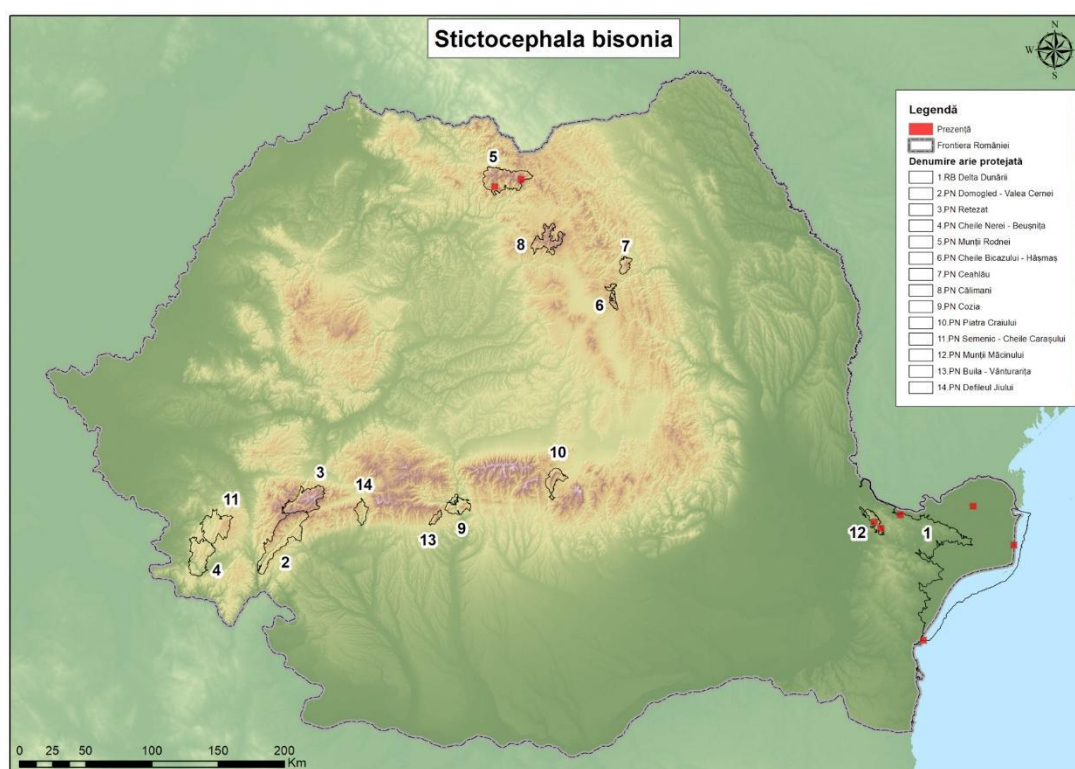 Stictocephala bisonia
N
W E
S
Legendă
Prezență
Frontiera României
Denumire arie protejată
1.RB Delta Dunării
2.PN Domogled - Valea Cernei
3.PN Retezat
4.PN Cheile Nerei - Beușnița
5.PN Munții Rodnei
6.PN Cheile Bicazului - Hășmaș
7.PN Ceahlău
8.PN Călimani
9.PN Cozia
10.PN Piatra Craiului
11.PN Semenic - Cheile Carașului
12.PN Munții Măcinului
13.PN Buila - Vânturarița
14.PN Defileul Jiului
5
8
7
6
10
3
14
11
13
9
12
1
4
2
0 25 50 100 150 200
Km